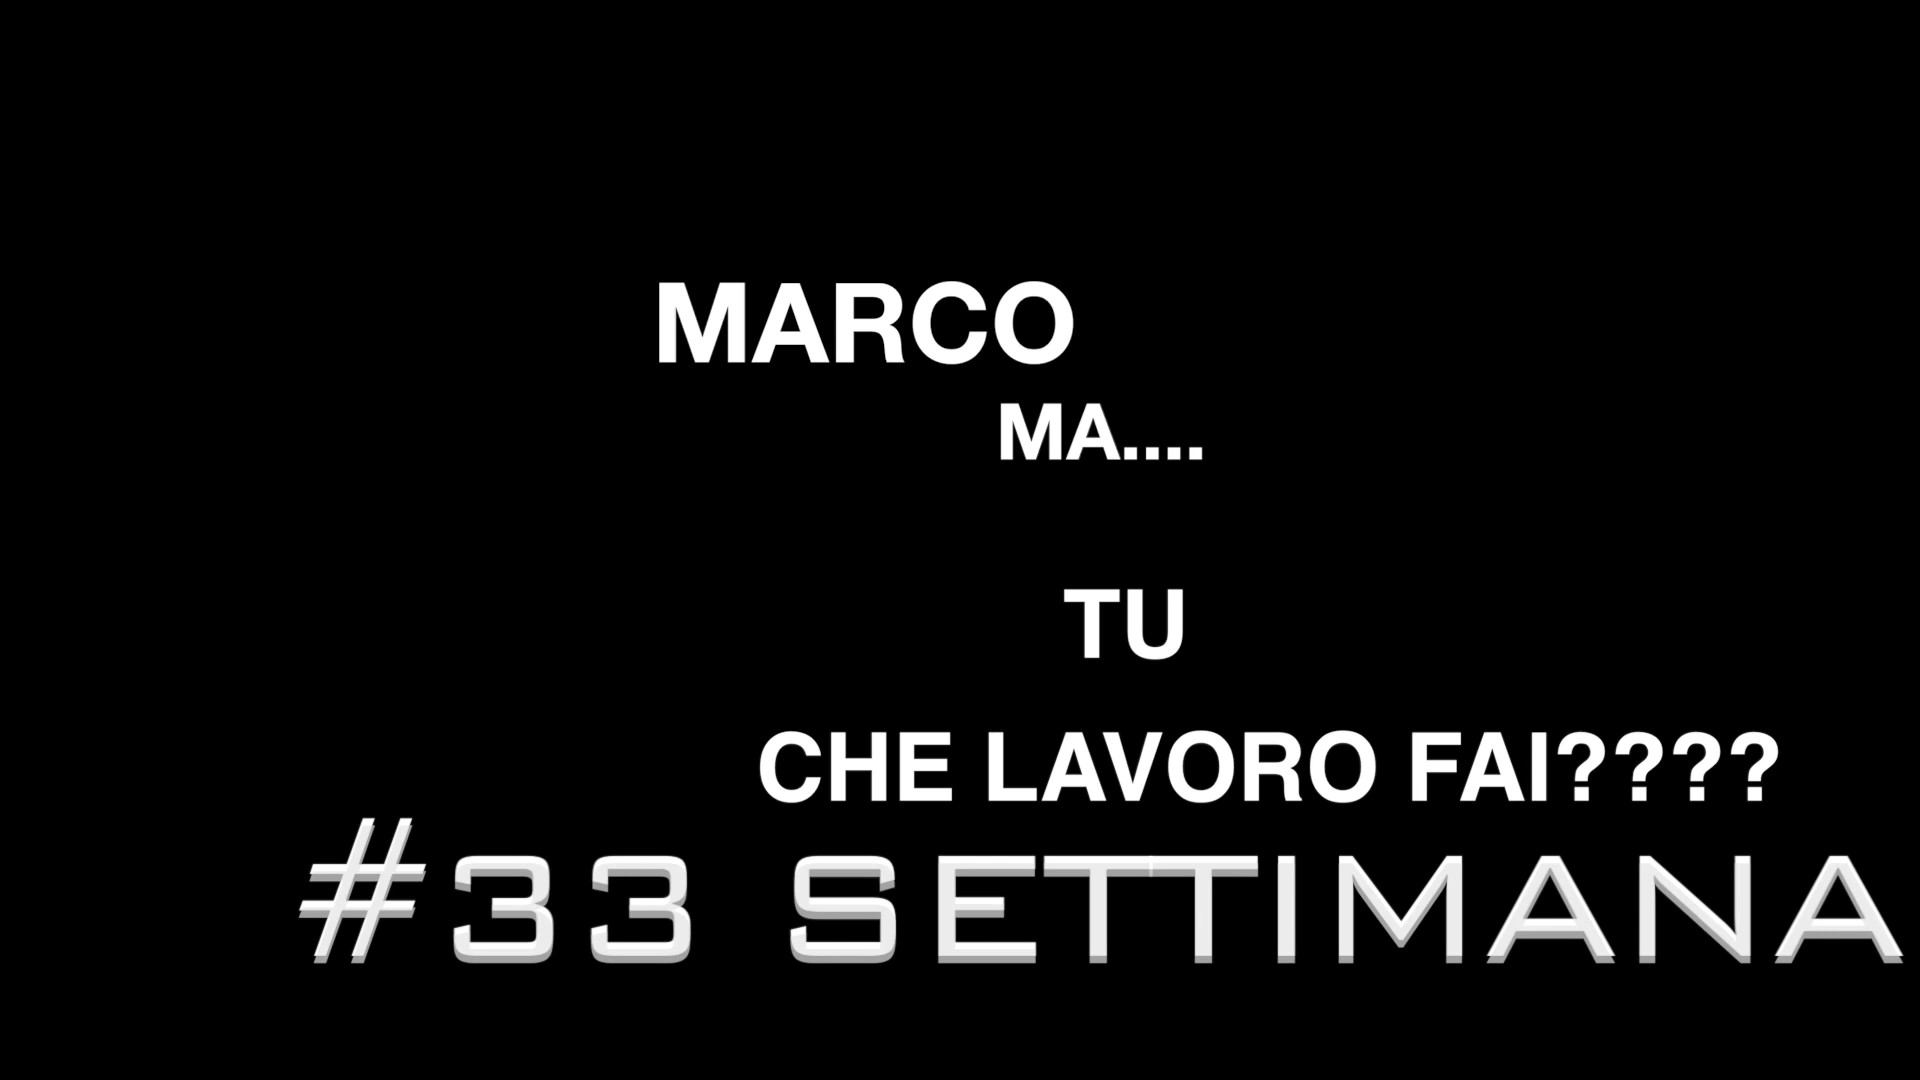 MARCO
MA....
TU
CHE LAVORO FAI????
#33 SETTIMANA